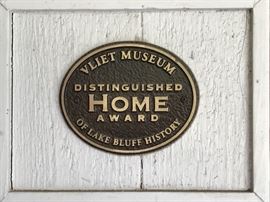 VLIET MUSEUM
DISTINGUISHED
HOME
AWARD
OF LAKE BLUFF HISTORY